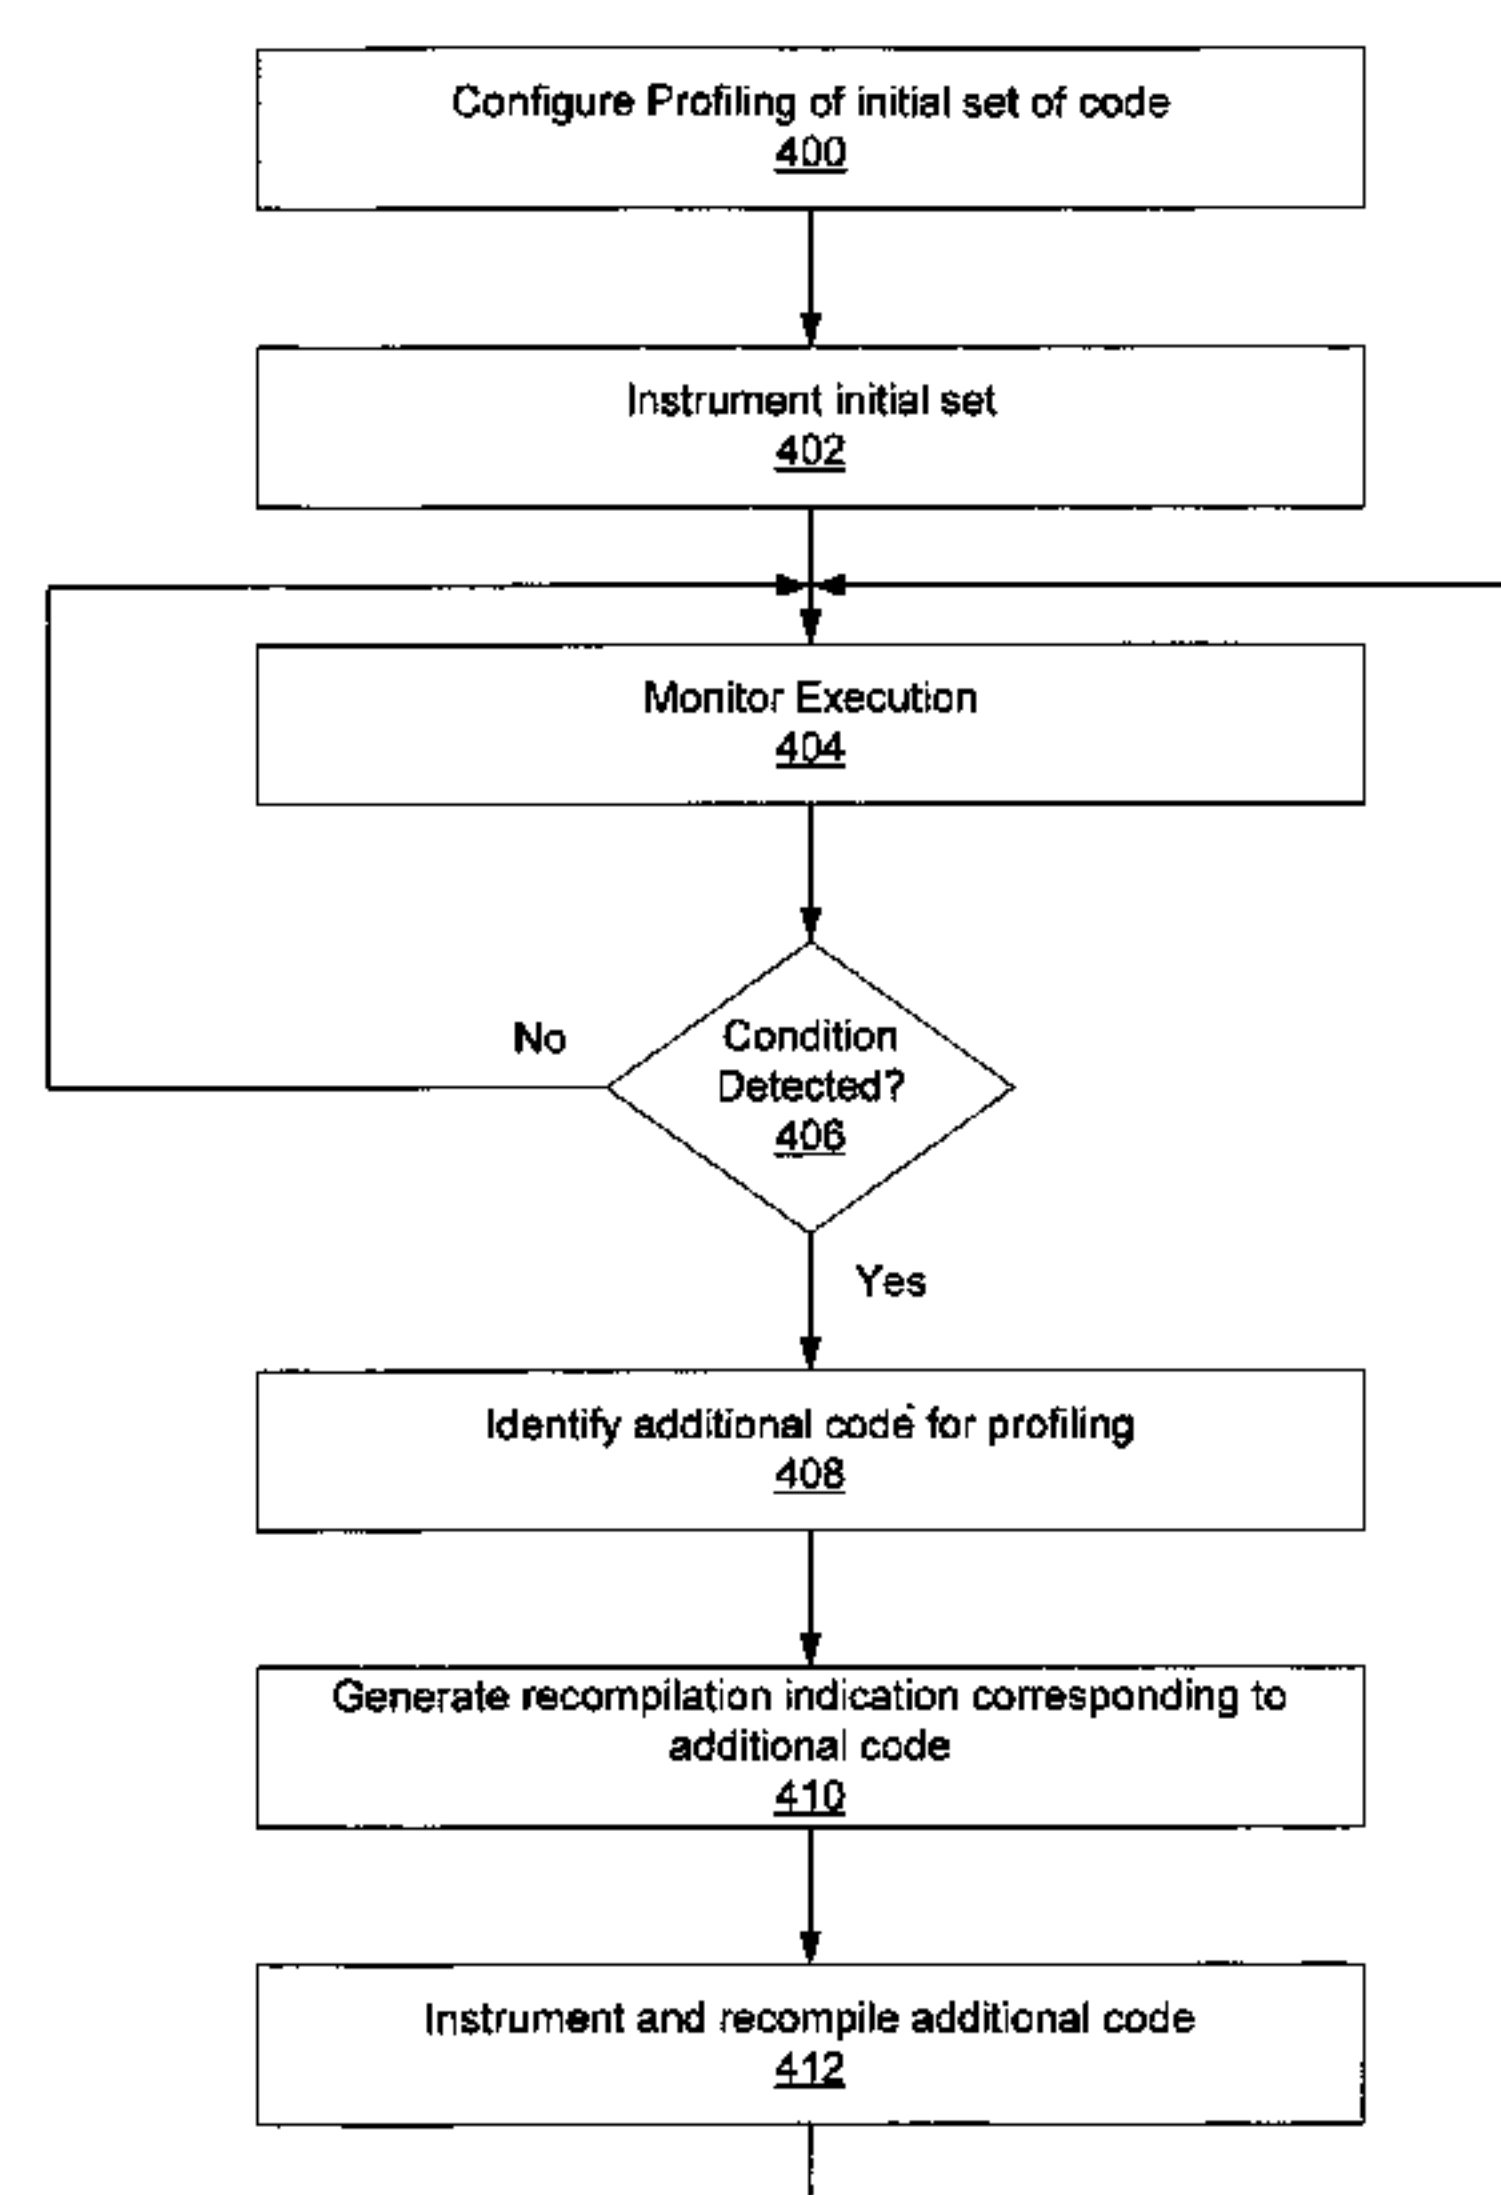 Configure Profiling of initial set of code
400
Instrument initial set
402
Monitor Execution
404
No
Condition
Detected?
406
Yes
Identify additional code for profiling
408
Generate recompilation indication corresponding to
additional code
410
Instrument and recompile additional code
412